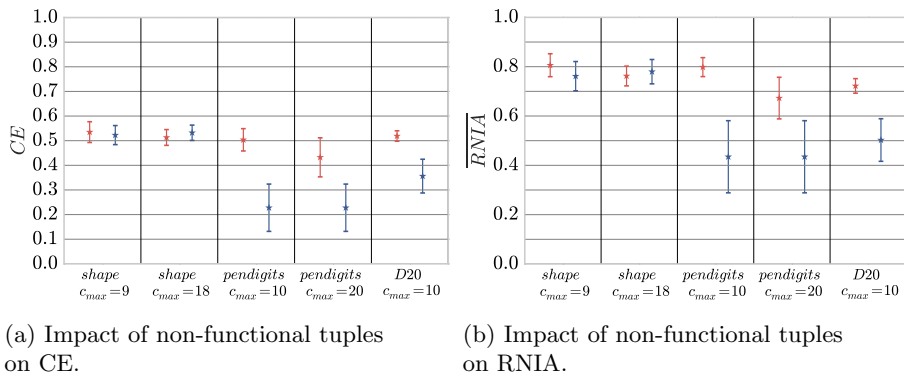 1.0
0.9
0.8
0.7
0.6
0.5
0.4
0.3
0.2
0.1
0.0
CE
shape shape pendigits pendigits D20
c_max=9 c_max=18 c_max=10 c_max=20 c_max=10
(a) Impact of non-functional tuples
on CE.
1.0
0.8
0.6
0.4
0.2
0.0
RNIA
shape shape pendigits pendigits D20
c_max=9 c_max=18 c_max=10 c_max=20 c_max=10
(b) Impact of non-functional tuples
on RNIA.